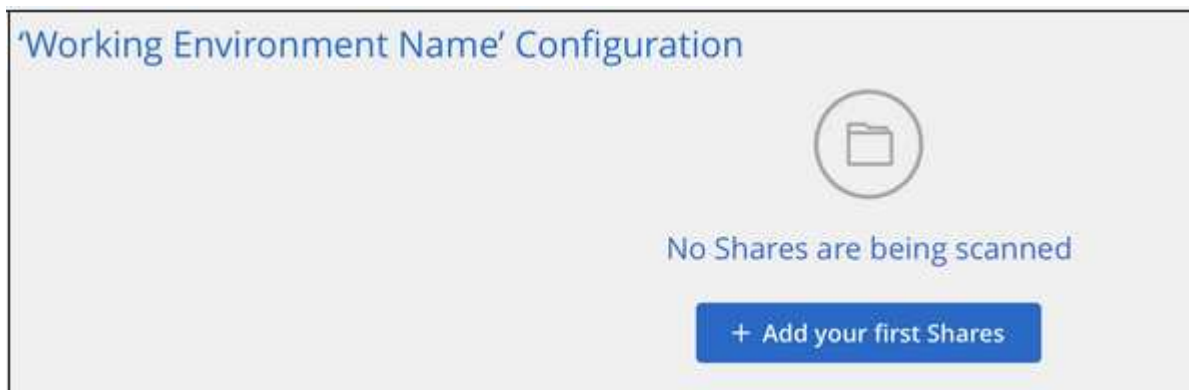 ‘Working Environment Name’ Configuration
No Shares are being scanned
+ Add your first Shares